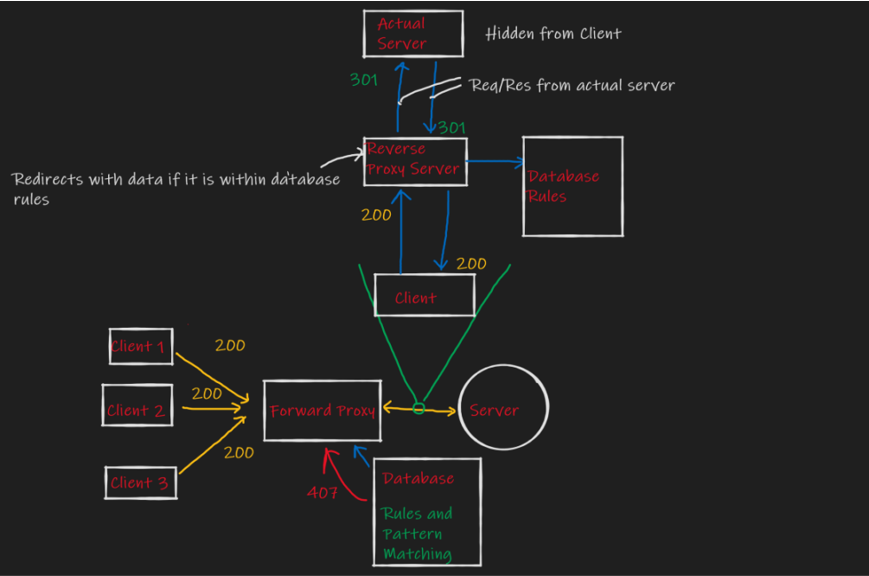 Actual
Server
Hidden from Client
301
Req/Res from actual server
301
Reverse
Proxy Server
Redirects with data if it is within database
rules
Database
Rules
200
200
Client
Client 1
200
Client 2
200
Forward Proxy
Server
Client 3
200
407
Database
Rules and
Pattern
Matching